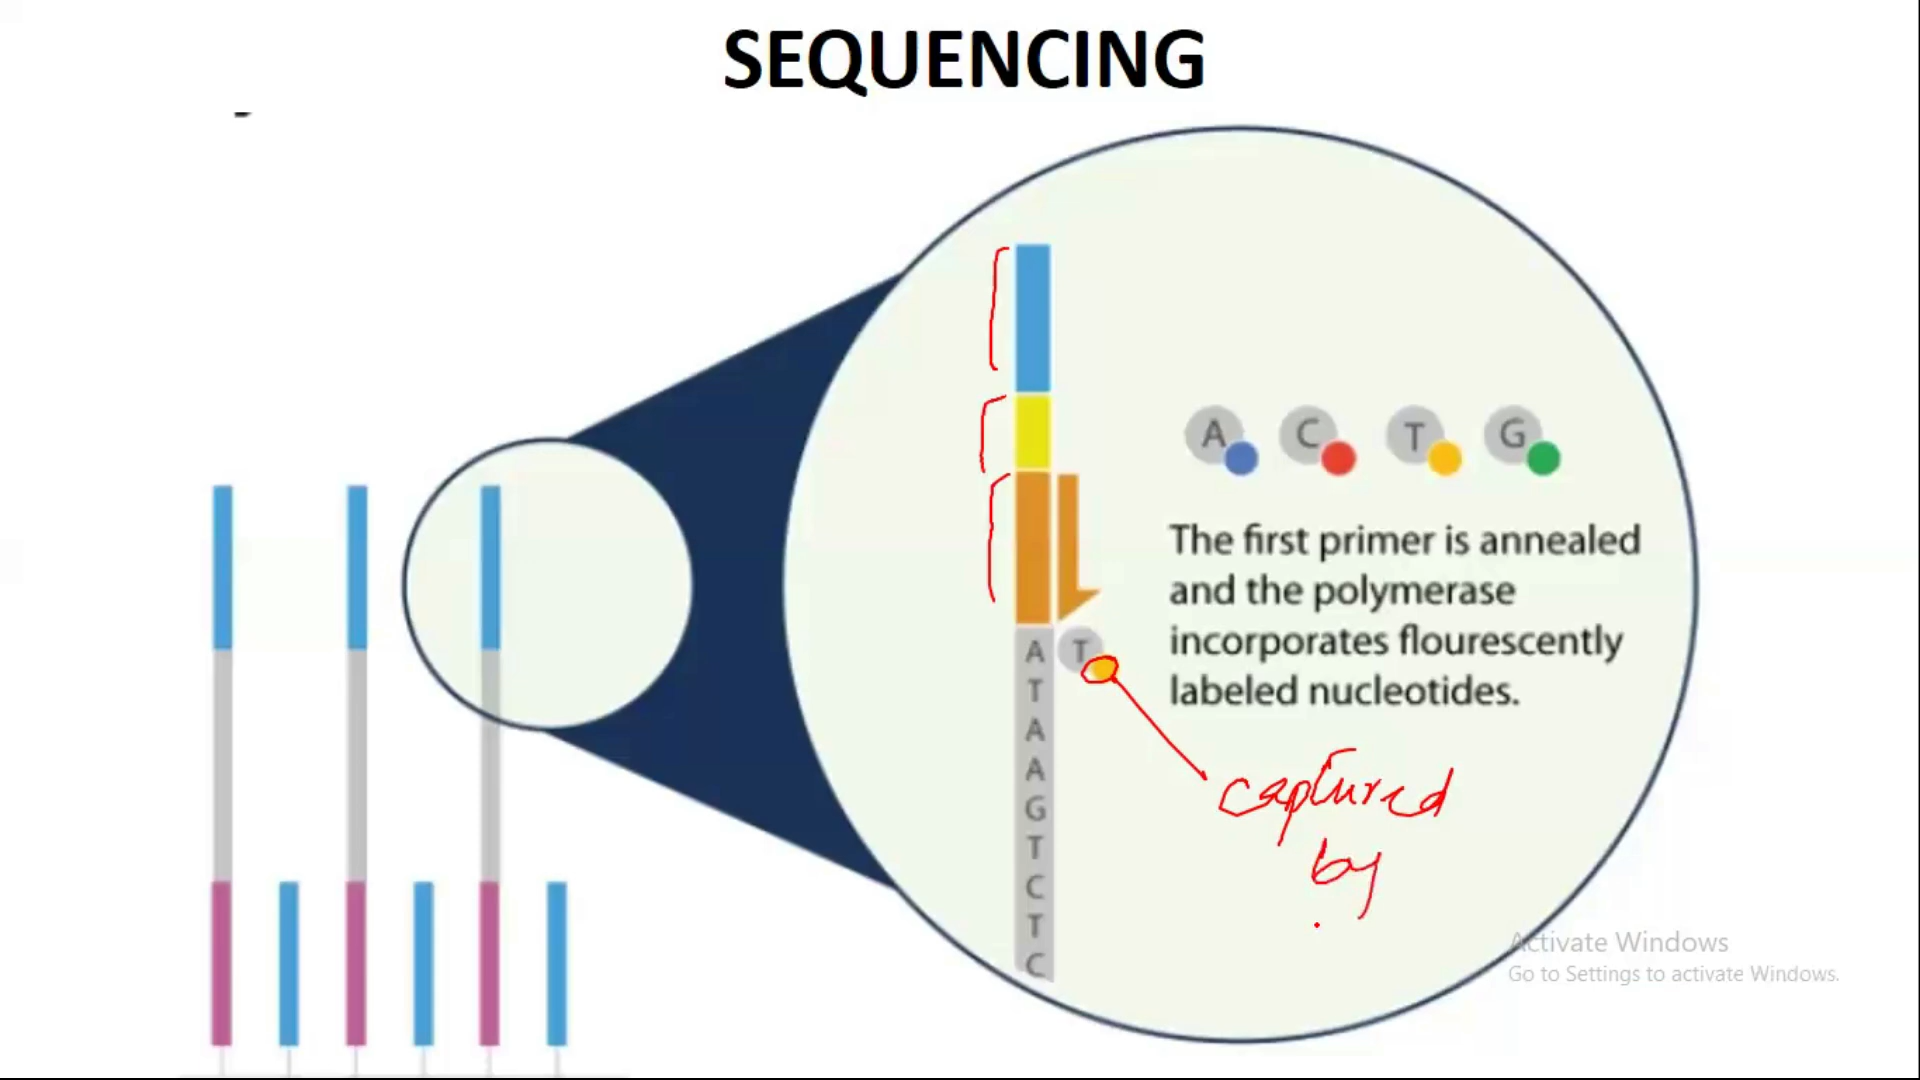 SEQUENCING
A C T G
The first primer is annealed
and the polymerase
incorporates flourescently
labeled nucleotides.
A T
T
A
A
G
T
C
T
C
captured
by
Activate Windows
Go to Settings to activate Windows.